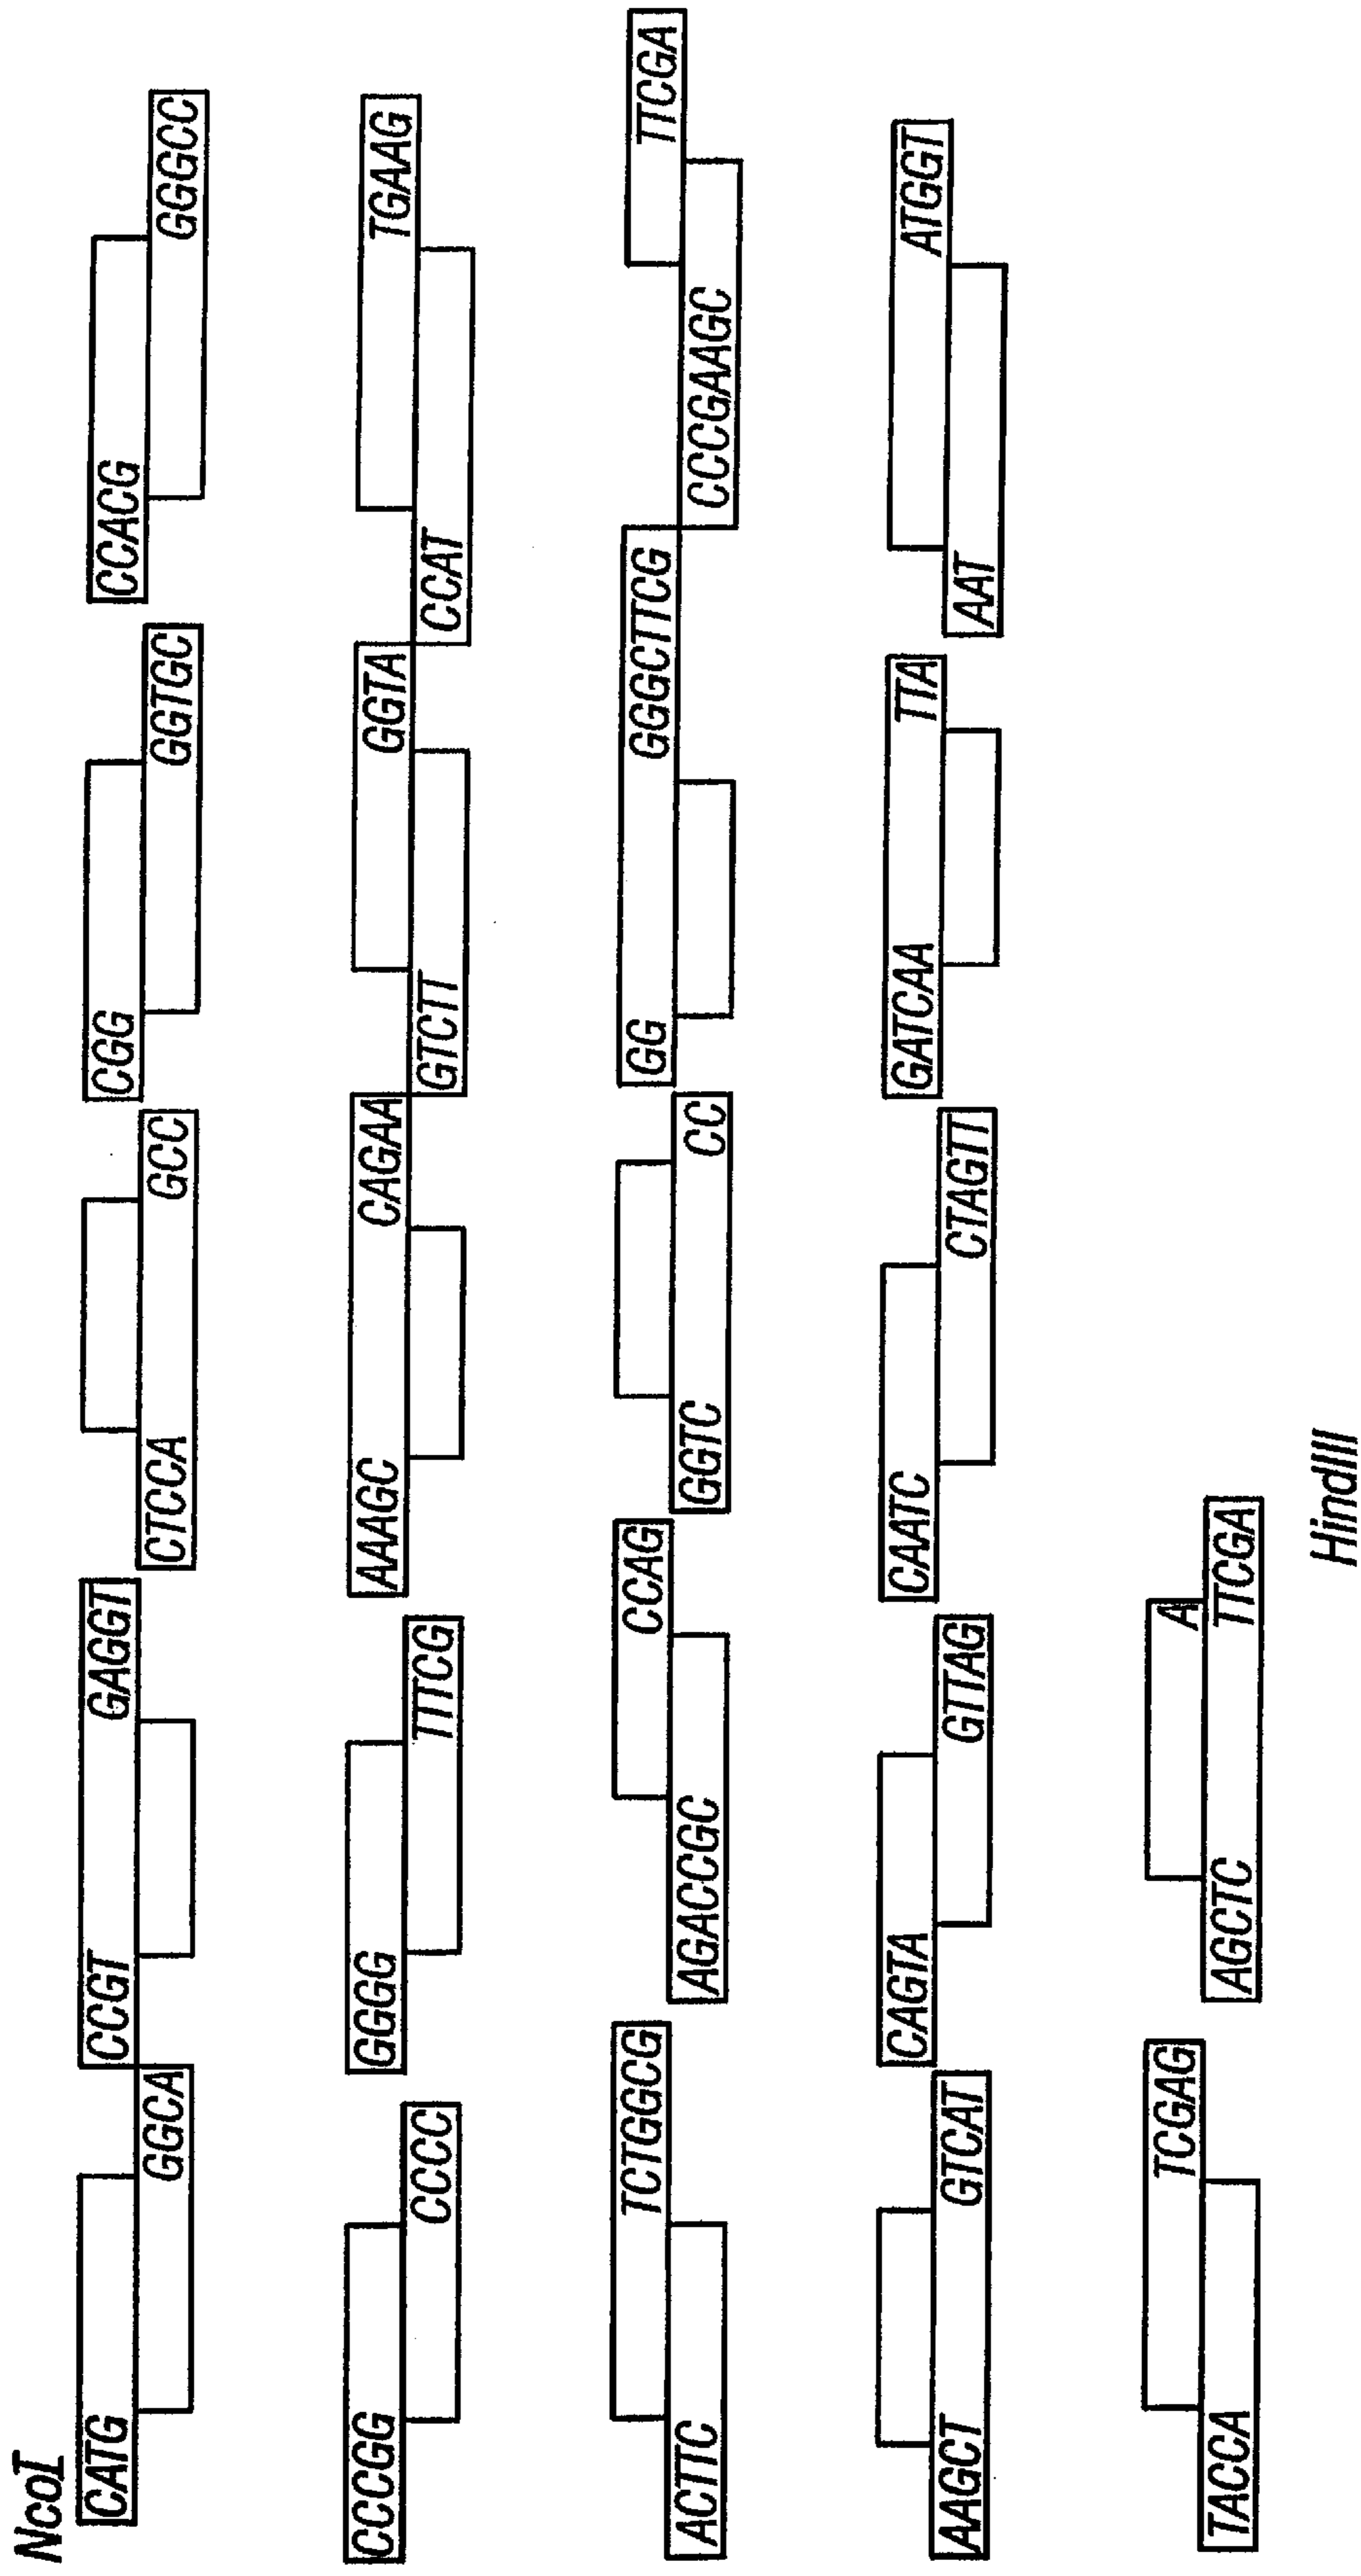 NcoI
CATG CCGT GAGGT CGG CCACG
GGCA CTCCA GCC GGTGC GGGCC
CCCGG GGGG AAAGC CAGAA GGTA TGAAG
CCCC TTTCG GTCTT CCAT
TCTGGCG CCAG GG GGGCTTCG TTCGA
ACTTC AGACCGC GGTC CC CCCGAAGC
CAGTA CAATC GATCAA TTA ATGGT
AAGCT GTCAT GTTAG CTAGTT AAT
TCGAG A
TACCA AGCTC TTCGA
HindIII